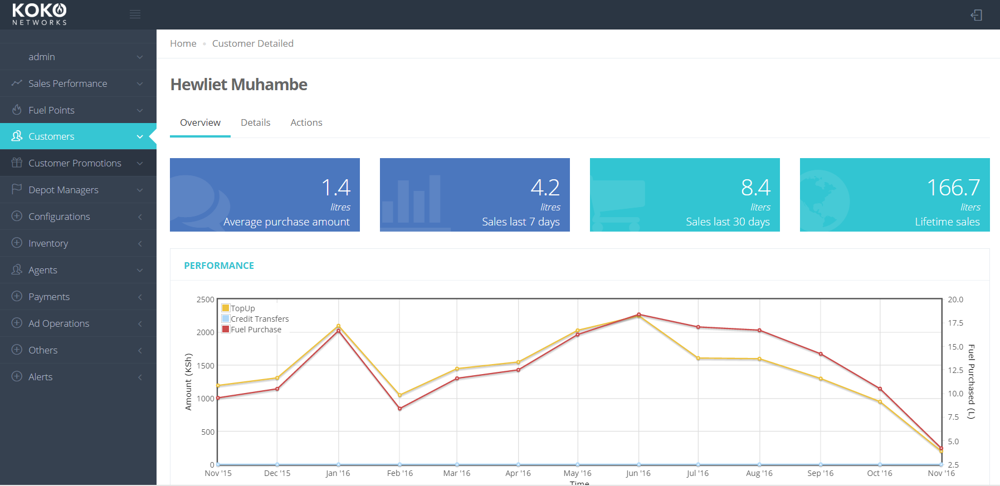 KOKO
NETWORKS
admin
Sales Performance
Fuel Points
Customers
Customer Promotions
Depot Managers
Configurations
Inventory
Agents
Payments
Ad Operations
Others
Alerts
Home • Customer Detailed
Hewliet Muhambe
Overview Details Actions
1.4
litres
Average purchase amount
4.2
litres
Sales last 7 days
8.4
liters
Sales last 30 days
166.7
liters
Lifetime sales
PERFORMANCE
TopUp
Credit Transfers
Fuel Purchase
Amount (KSh)
2500
2000
1500
1000
500
0
20.0
17.5
15.0
12.5
10.0
7.5
5.0
2.5
Fuel Purchased (L)
Nov '15 Dec '15 Jan '16 Feb '16 Mar '16 Apr '16 May '16 Jun '16 Jul '16 Aug '16 Sep '16 Oct '16 Nov '16
Time